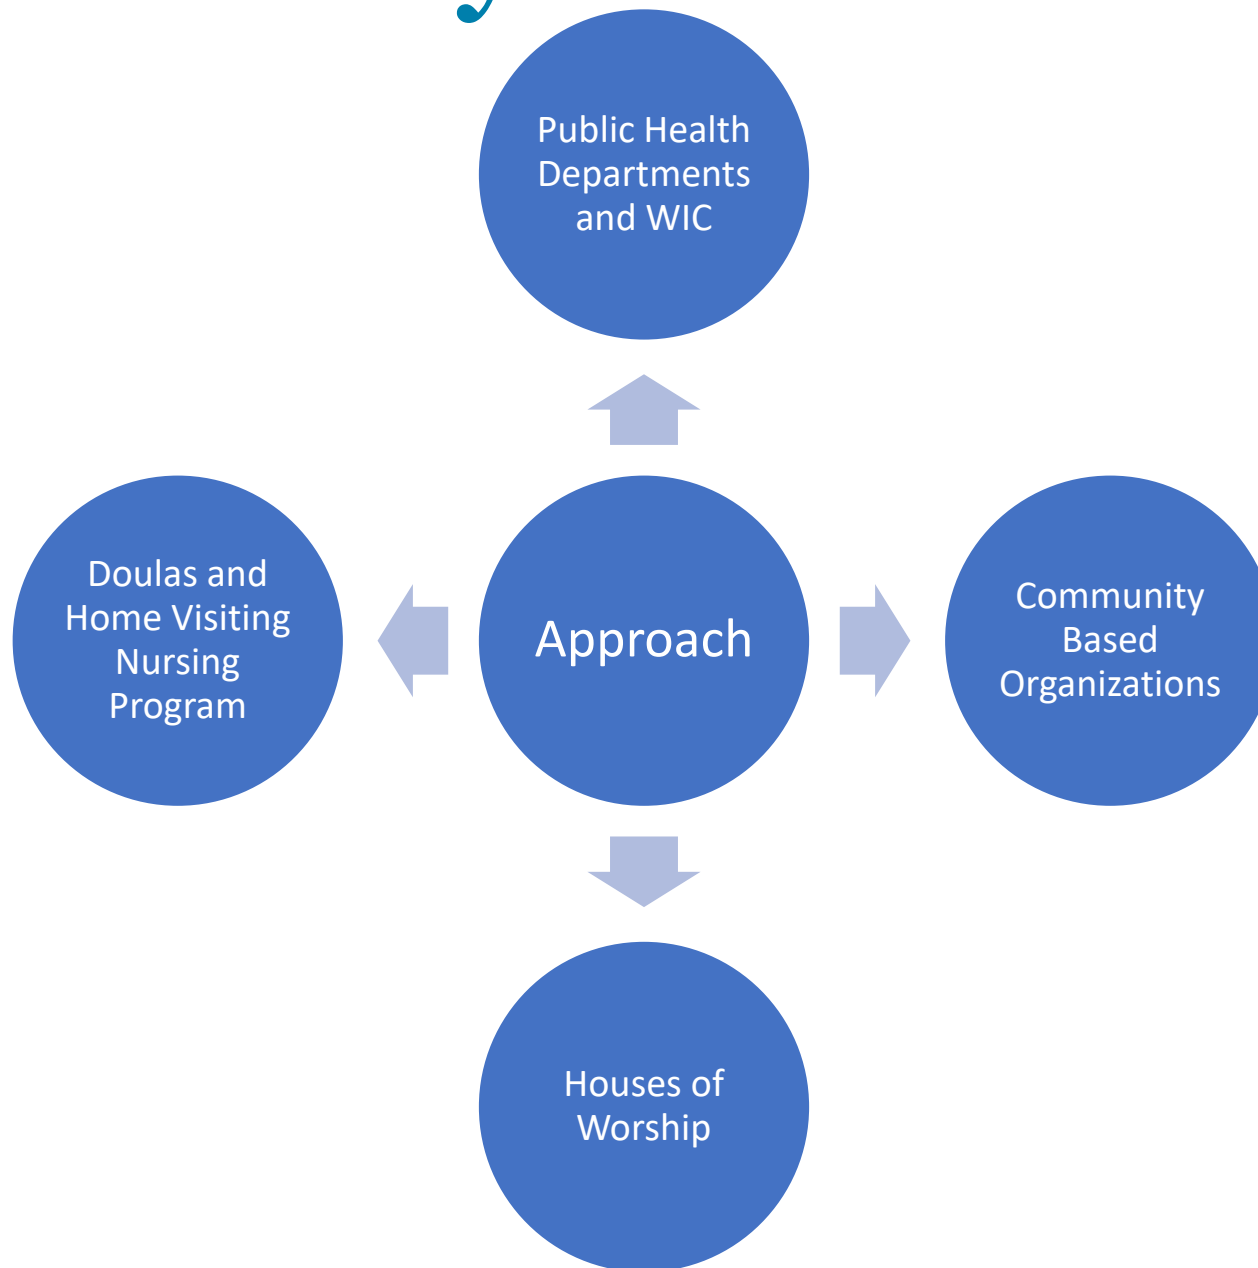 Public Health
Departments
and WIC
Doulas and
Home Visiting
Nursing
Program
Approach
Community
Based
Organizations
Houses of
Worship